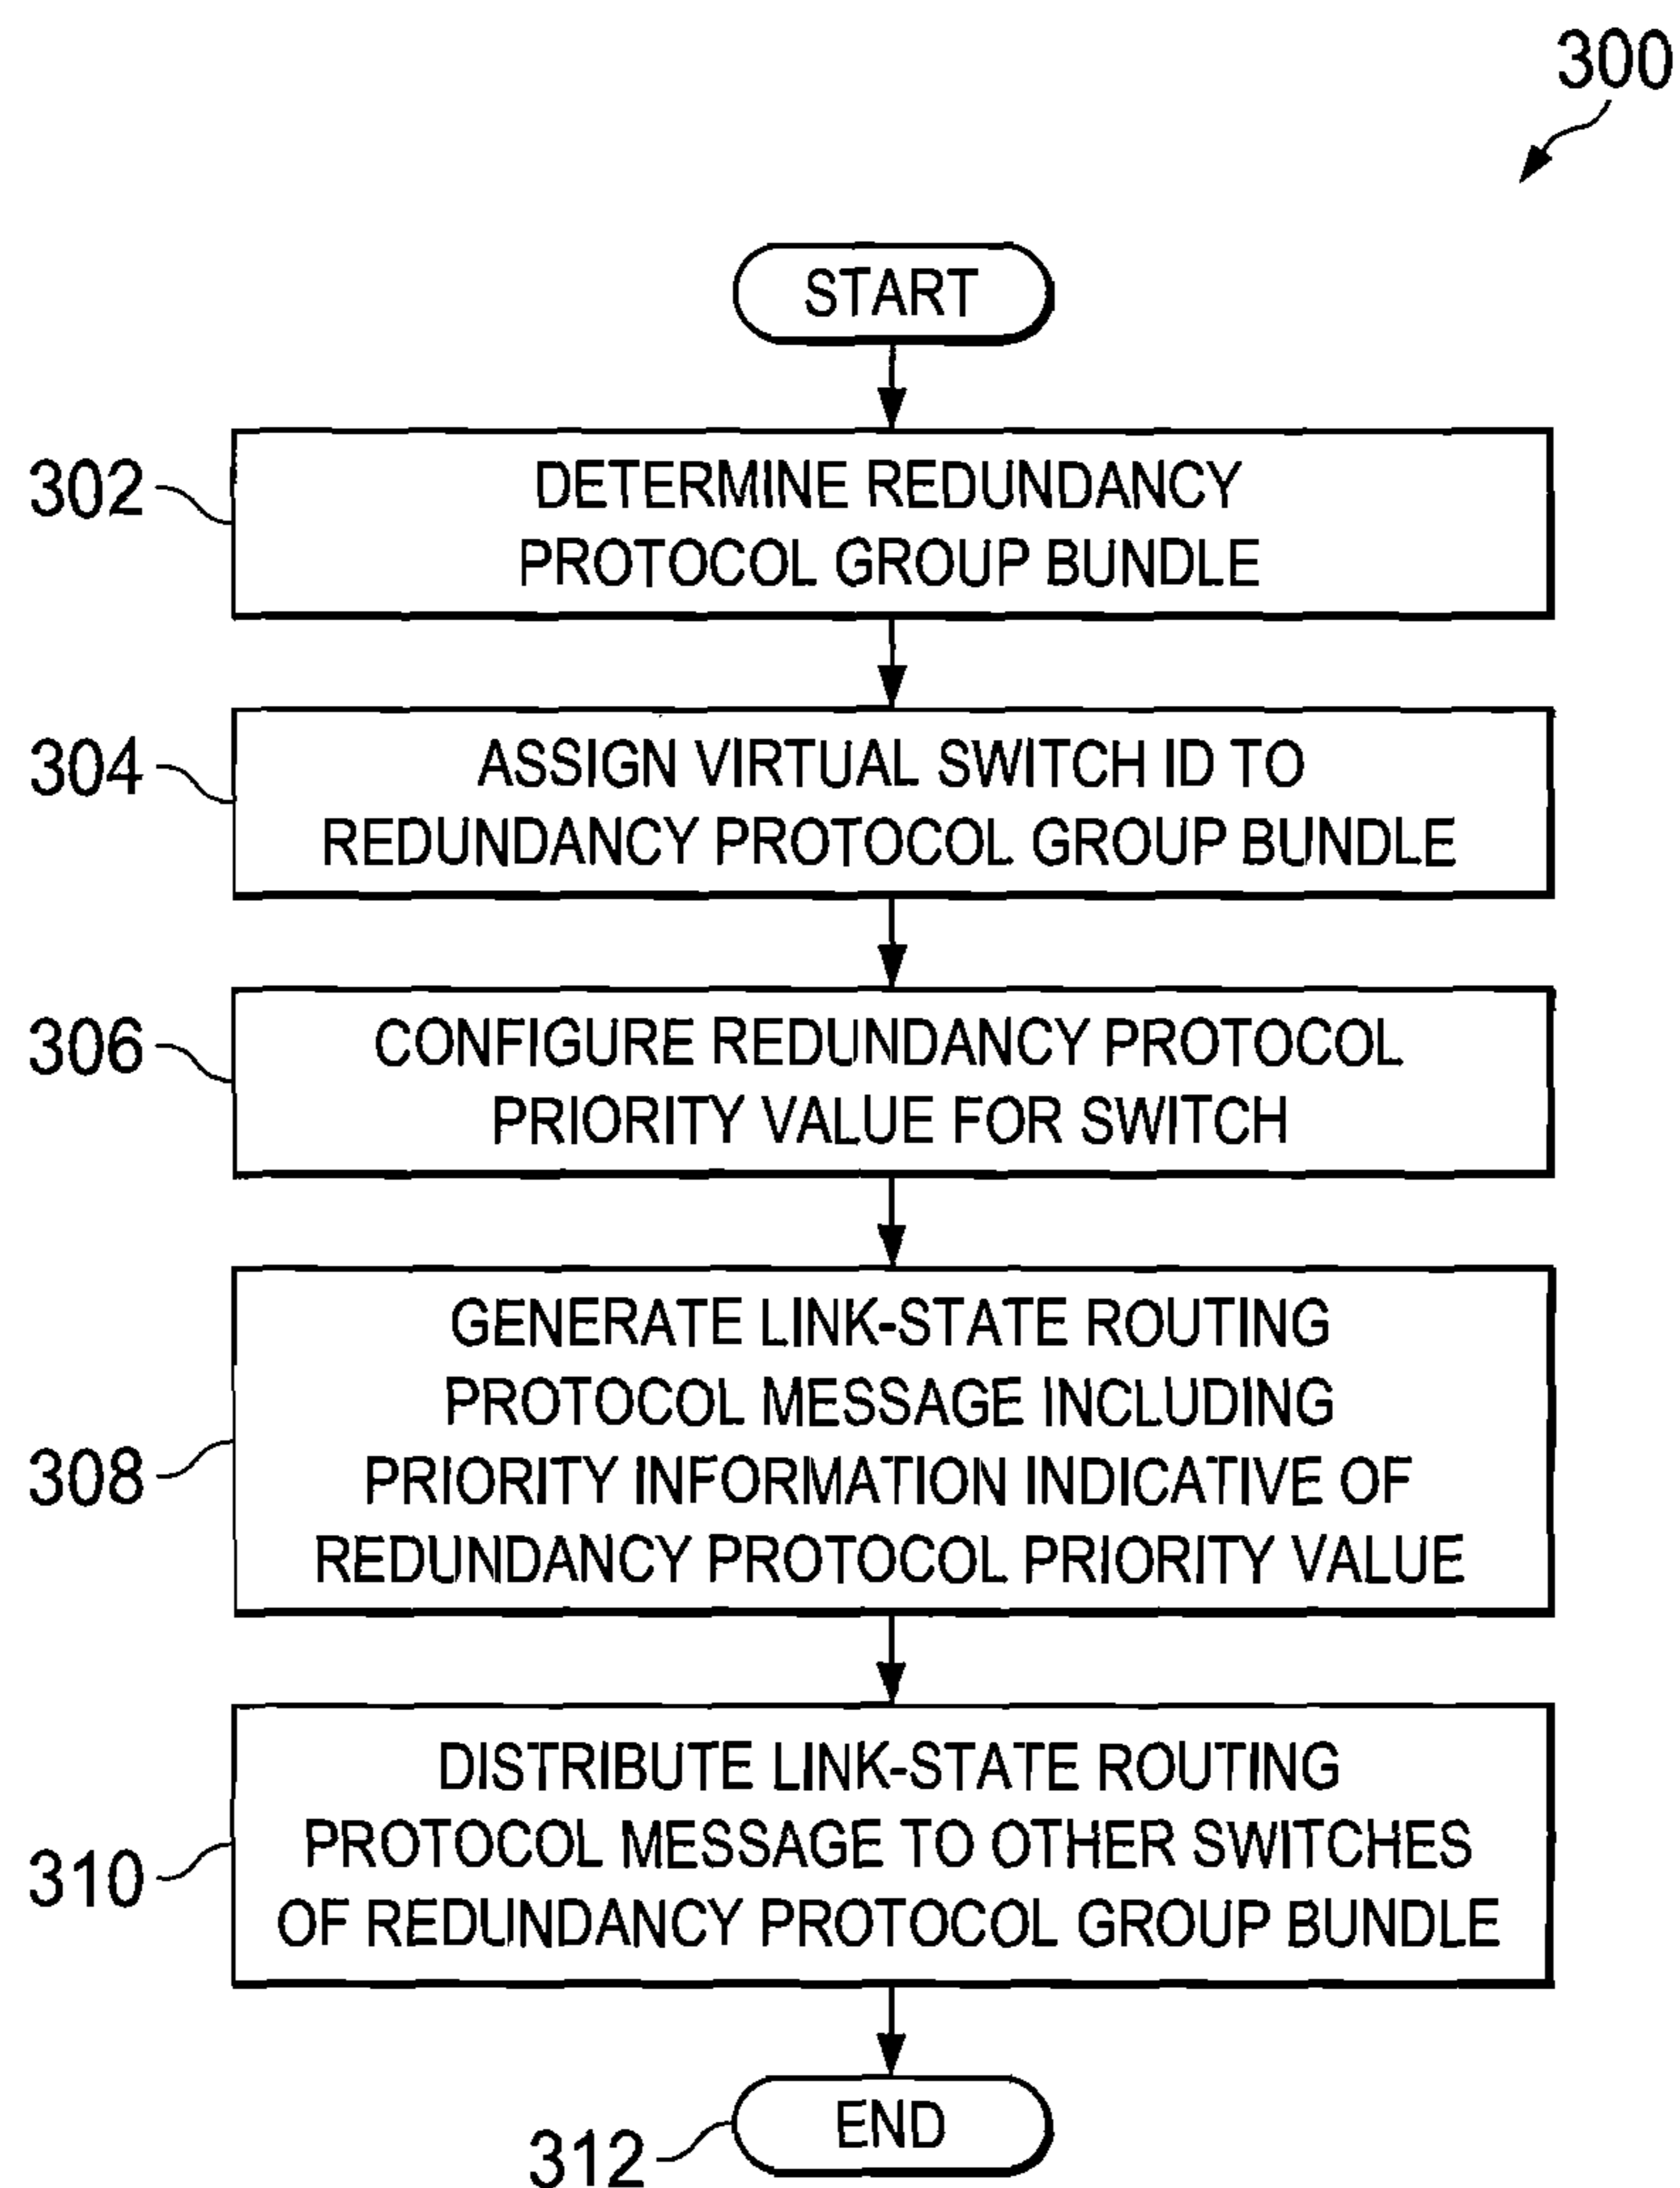 300
START
302
DETERMINE REDUNDANCY
PROTOCOL GROUP BUNDLE
304
ASSIGN VIRTUAL SWITCH ID TO
REDUNDANCY PROTOCOL GROUP BUNDLE
306
CONFIGURE REDUNDANCY PROTOCOL
PRIORITY VALUE FOR SWITCH
308
GENERATE LINK-STATE ROUTING
PROTOCOL MESSAGE INCLUDING
PRIORITY INFORMATION INDICATIVE OF
REDUNDANCY PROTOCOL PRIORITY VALUE
310
DISTRIBUTE LINK-STATE ROUTING
PROTOCOL MESSAGE TO OTHER SWITCHES
OF REDUNDANCY PROTOCOL GROUP BUNDLE
312
END